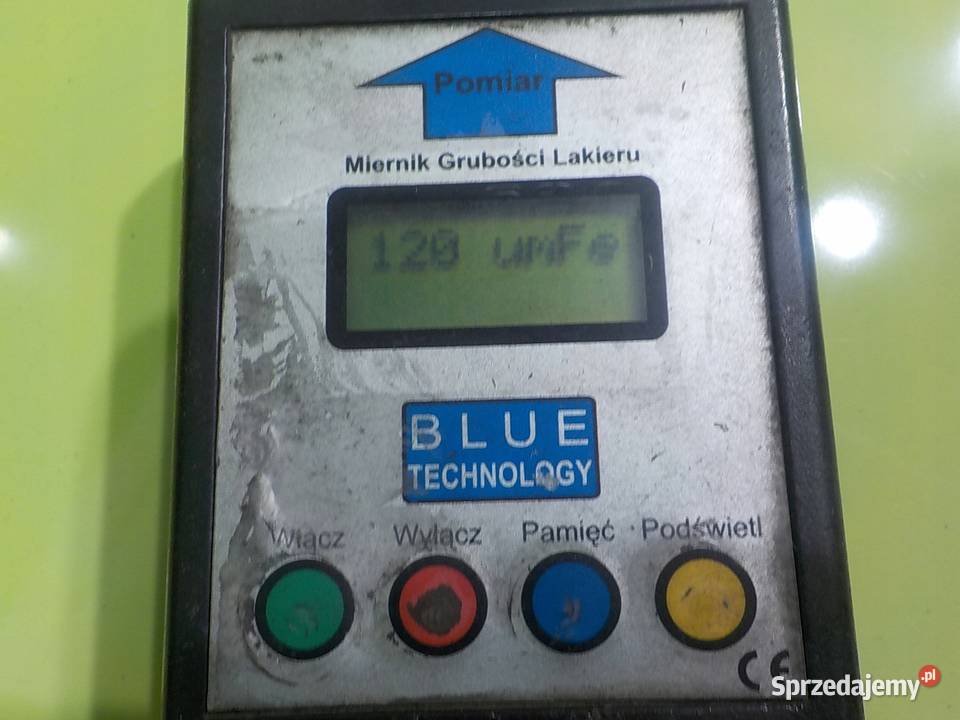 Pomiar
Miernik Grubości Lakieru
120 umFe
BLUE
TECHNOLOGY
Włącz Wyłącz Pamięć Podświetl
CE
Sprzedajemy.pl